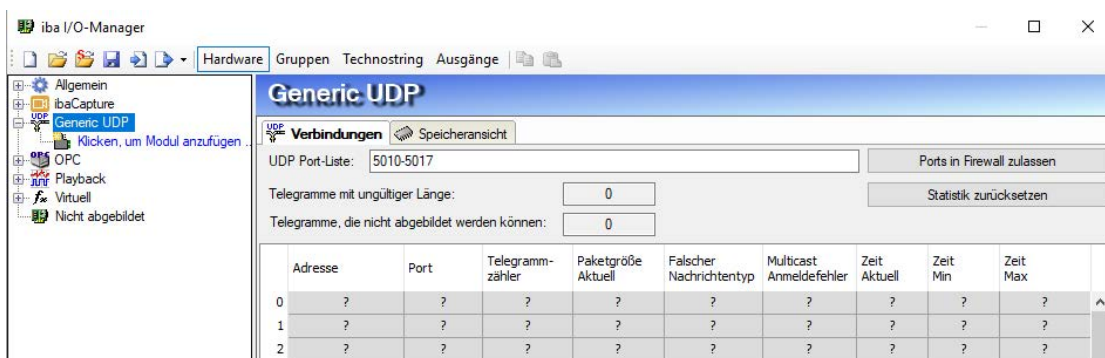 iba I/O-Manager
Hardware Gruppen Technostring Ausgänge
Allgemein
ibaCapture
Generic UDP
Klicken, um Modul anzufügen ..
OPC
Playback
Virtuell
Nicht abgebildet
Generic UDP
Verbindungen Speicheransicht
UDP Port-Liste: 5010-5017 Ports in Firewall zulassen
Telegramme mit ungültiger Länge: 0 Statistik zurücksetzen
Telegramme, die nicht abgebildet werden können: 0
Adresse Port Telegramm-zähler Paketgröße Aktuell Falscher Nachrichtentyp Multicast Anmeldefehler Zeit Aktuell Zeit Min Zeit Max
0 ? ? ? ? ? ? ? ? ?
1 ? ? ? ? ? ? ? ? ?
2 ? ? ? ? ? ? ? ? ?